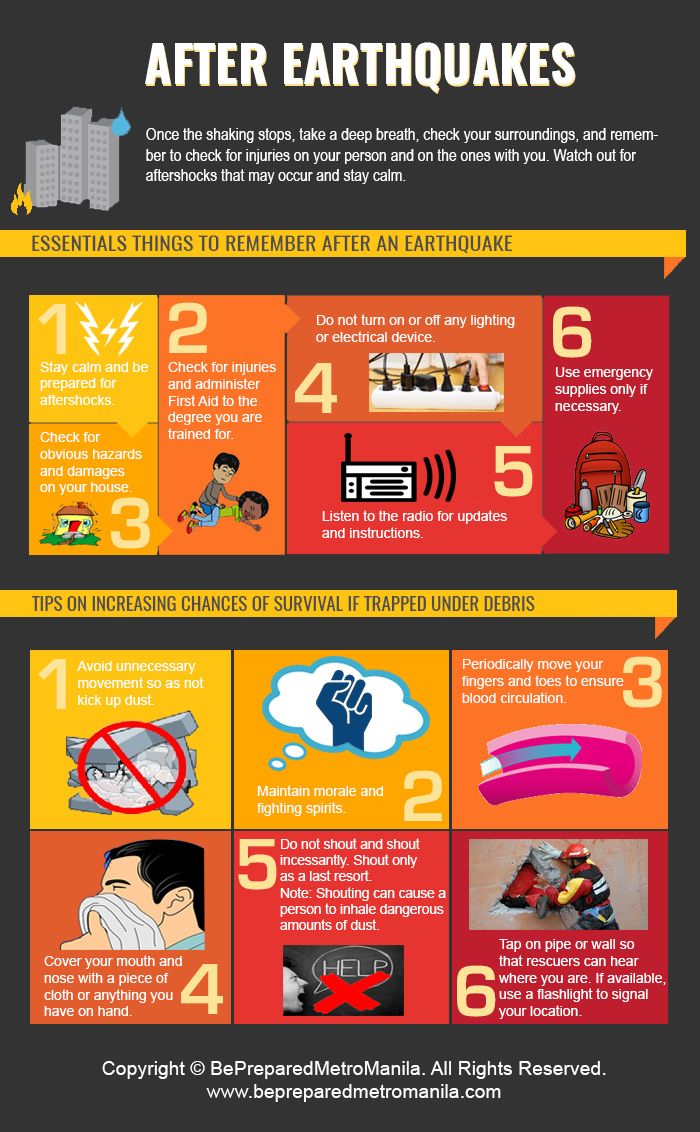 AFTER EARTHQUAKES
Once the shaking stops, take a deep breath, check your surroundings, and remem-
ber to check for injuries on your person and on the ones with you. Watch out for
aftershocks that may occur and stay calm.
ESSENTIALS THINGS TO REMEMBER AFTER AN EARTHQUAKE
1
Stay calm and be
prepared for
aftershocks.
2
Check for injuries
and administer
First Aid to the
degree you are
trained for.
Check for
obvious hazards
and damages
on your house.
3
Do not turn on or off any lighting
or electrical device.
4
5
Listen to the radio for updates
and instructions.
6
Use emergency
supplies only if
necessary.
TIPS ON INCREASING CHANCES OF SURVIVAL IF TRAPPED UNDER DEBRIS
1
Avoid unnecessary
movement so as not
kick up dust.
Maintain morale and
fighting spirits.
2
Periodically move your
fingers and toes to ensure
blood circulation.
3
Cover your mouth and
nose with a piece of
cloth or anything you
have on hand.
4
5
Do not shout and shout
incessantly. Shout only
as a last resort.
Note: Shouting can cause a
person to inhale dangerous
amounts of dust.
HELP
Tap on pipe or wall so
that rescuers can hear
where you are. If available,
use a flashlight to signal
your location.
6
Copyright © BePreparedMetroManila. All Rights Reserved.
www.bepreparedmetromanila.com